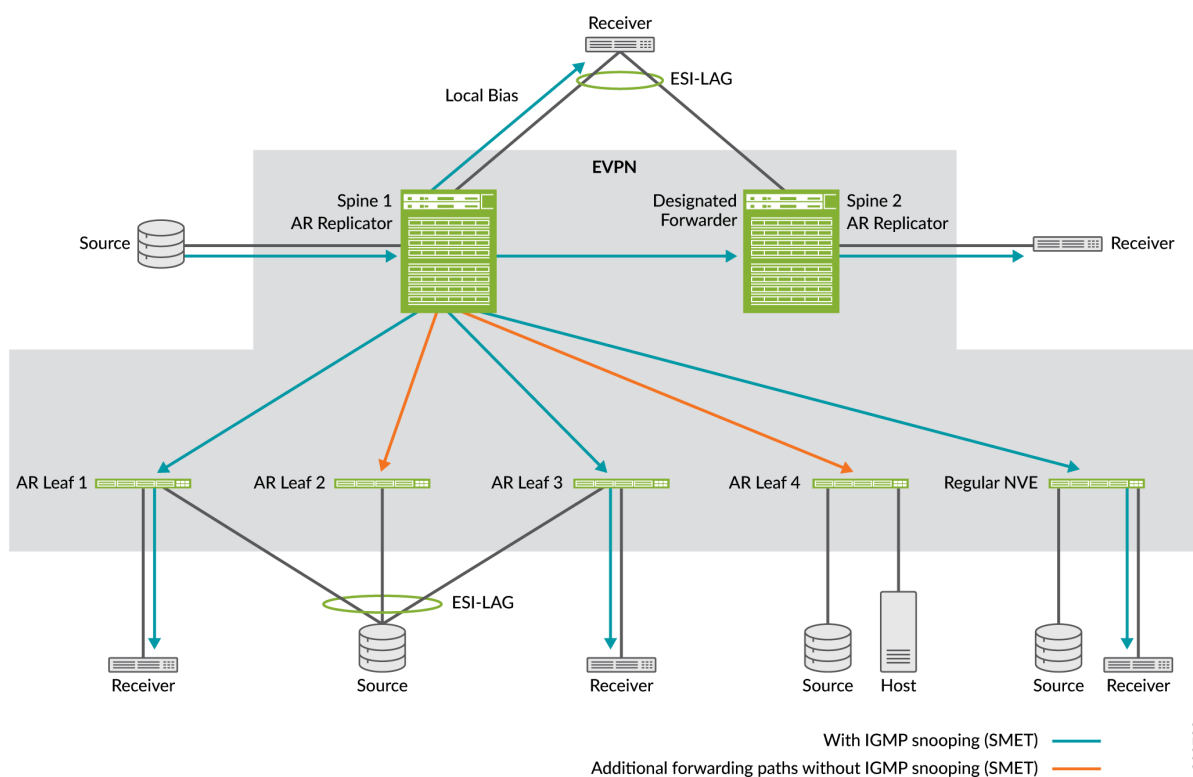 Receiver
ESI-LAG
Local Bias
EVPN
Spine 1
AR Replicator
Designated
Forwarder
Spine 2
AR Replicator
Source
Receiver
AR Leaf 1
AR Leaf 2
AR Leaf 3
AR Leaf 4
Regular NVE
ESI-LAG
Receiver
Source
Receiver
Source
Host
Source
Receiver
With IGMP snooping (SMET)
Additional forwarding paths without IGMP snooping (SMET)